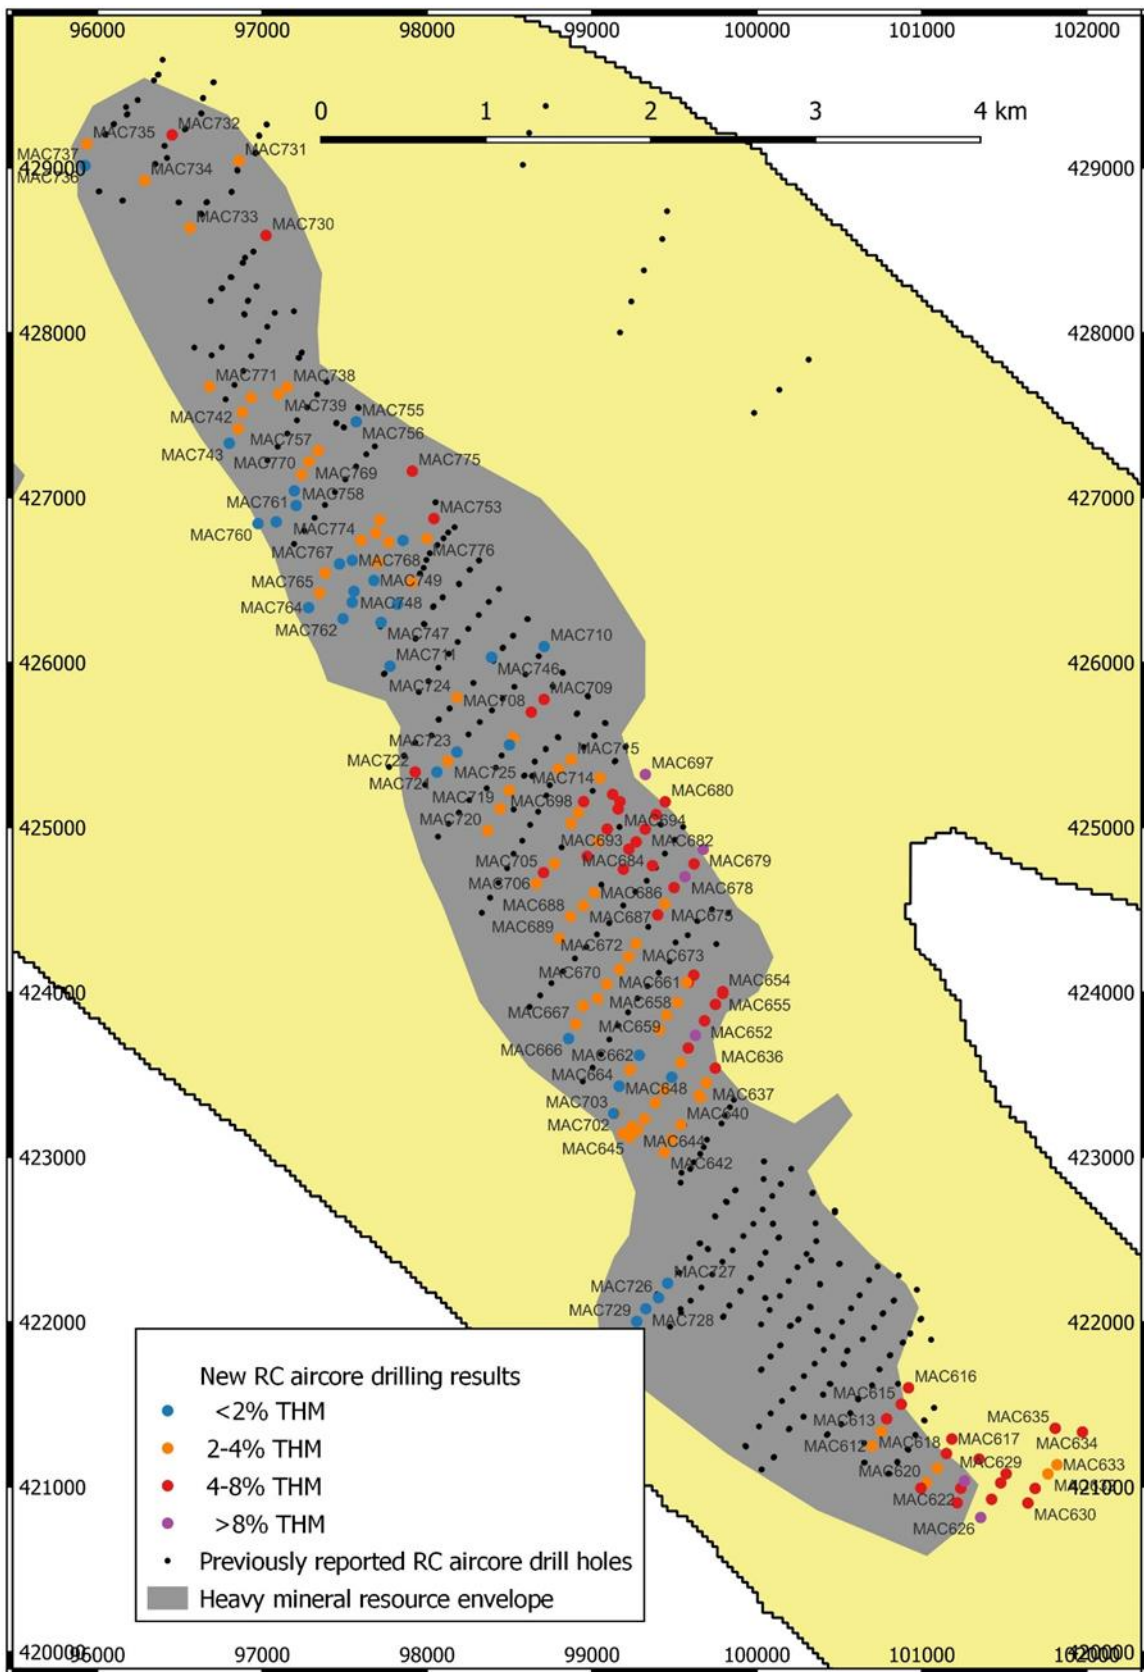 96000 97000 98000 99000 100000 101000 102000
0 1 2 3 4 km
MAC735 MAC732
MAC737 MAC731
429000 MAC736 MAC734 429000
MAC733 MAC730
428000 428000
MAC771 MAC738
MAC742 MAC739 MAC755
MAC743 MAC757 MAC756
MAC770 MAC769 MAC775
427000 427000
MAC761 MAC758 MAC753
MAC760 MAC774
MAC767 MAC768 MAC776
MAC765 MAC749
MAC764 MAC748
MAC762 MAC747 MAC710
426000 MAC711 426000
MAC724 MAC746
MAC708 MAC709
MAC723 MAC715
MAC722 MAC697
MAC721 MAC725 MAC714
MAC719 MAC698 MAC680
425000 MAC720 MAC694 425000
MAC693 MAC682
MAC705 MAC684 MAC679
MAC706 MAC686 MAC678
MAC688 MAC687 MAC675
MAC689
MAC672 MAC673
MAC670 MAC661 MAC654
424000 424000
MAC667 MAC658 MAC655
MAC659 MAC652
MAC666 MAC662 MAC636
MAC664 MAC648 MAC637
MAC703 MAC640
MAC702 MAC644
MAC645 MAC642
423000 423000
MAC726 MAC727
MAC729 MAC728
422000 422000
MAC616
MAC615
MAC613 MAC635
MAC612 MAC618 MAC617 MAC634
MAC620 MAC629 MAC633
421000 421000
MAC622 MAC630
MAC626
New RC aircore drilling results
<2% THM
2-4% THM
4-8% THM
>8% THM
Previously reported RC aircore drill holes
Heavy mineral resource envelope
420000 420000
96000 97000 98000 99000 100000 101000 102000